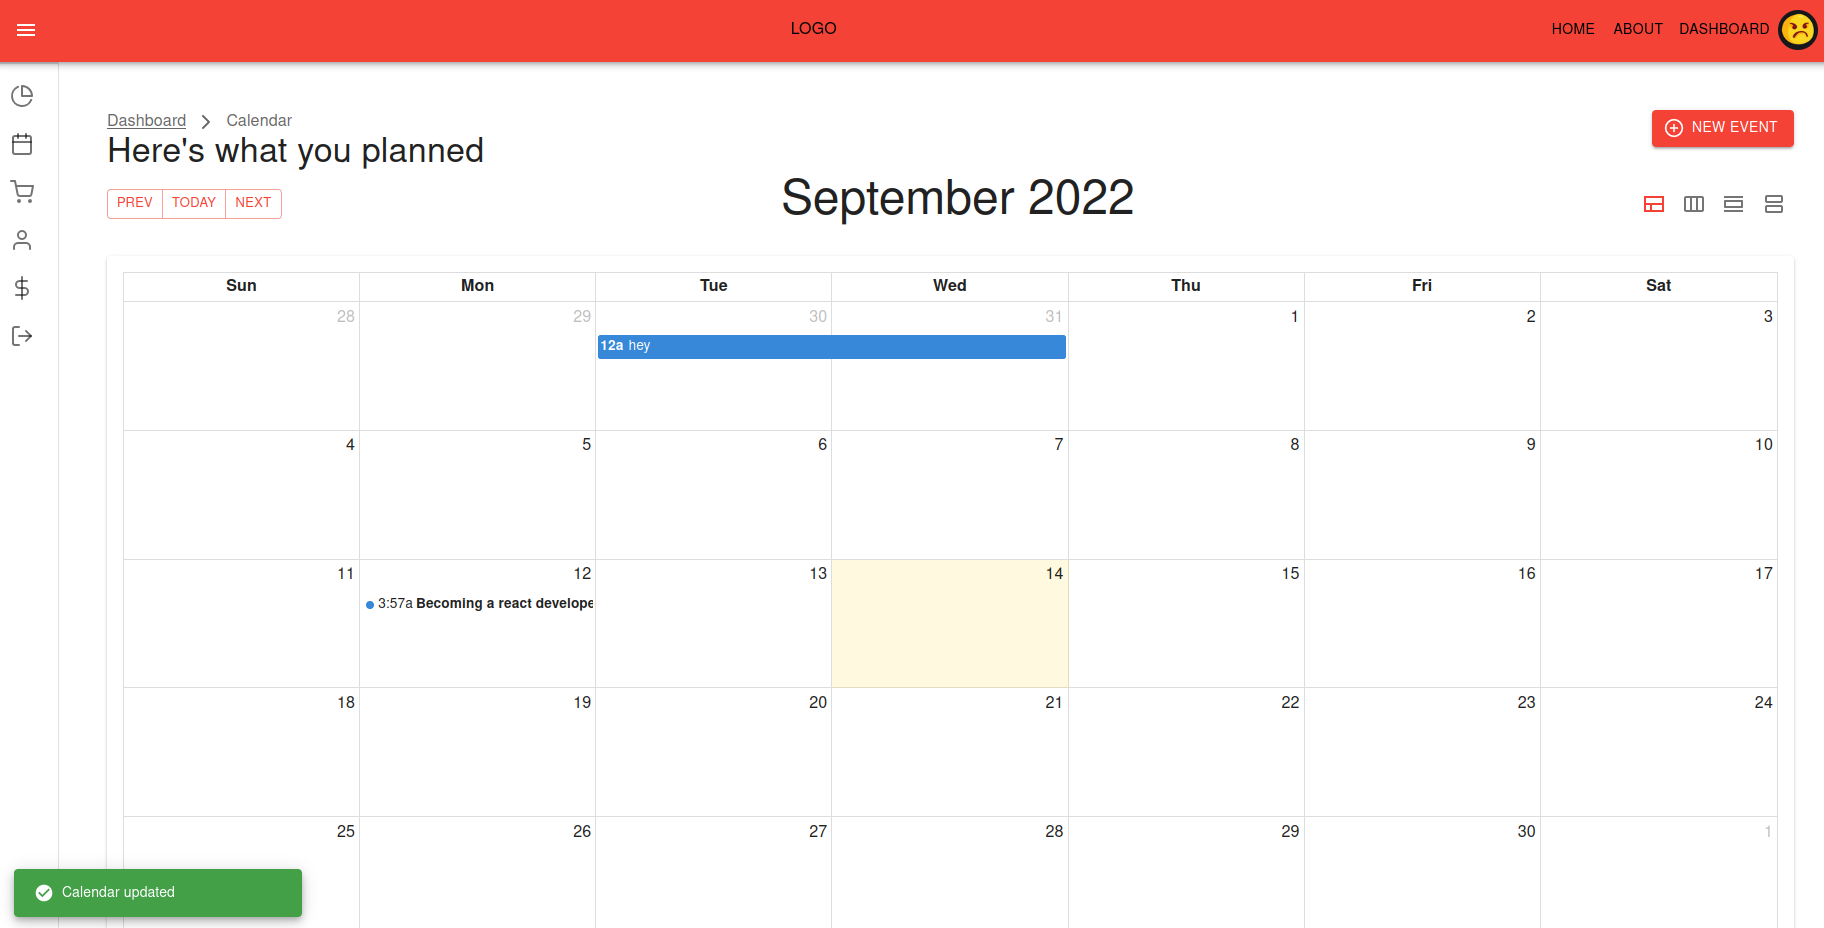 LOGO HOME ABOUT DASHBOARD
Dashboard Calendar
NEW EVENT
Here's what you planned
PREV TODAY NEXT
September 2022
Sun Mon Tue Wed Thu Fri Sat
28 29 30 31 1 2 3
12a hey
4 5 6 7 8 9 10
11 12 13 14 15 16 17
3:57a Becoming a react develope
18 19 20 21 22 23 24
25 26 27 28 29 30 1
Calendar updated